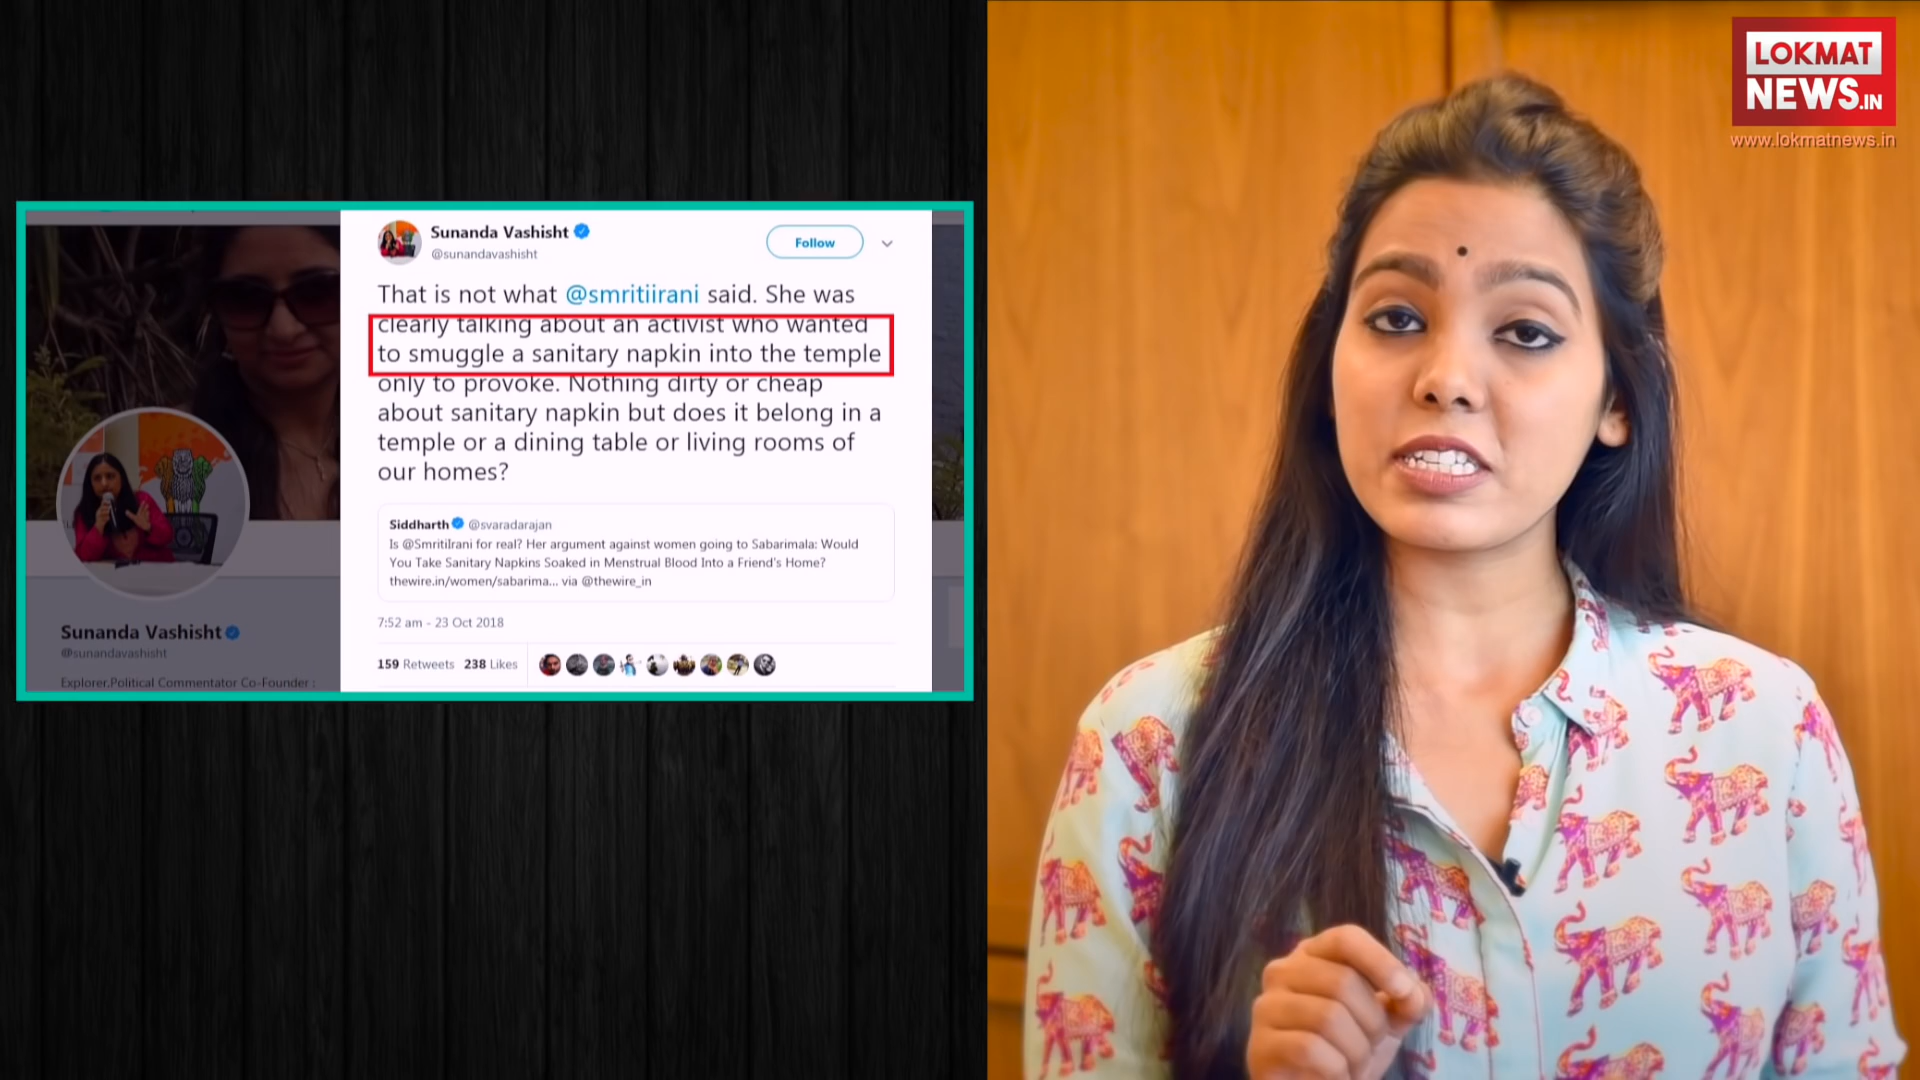 LOKMAT
NEWS.IN
www.lokmatnews.in
Sunanda Vashisht
@sunandavashisht
Follow
That is not what @smritiirani said. She was
clearly talking about an activist who wanted
to smuggle a sanitary napkin into the temple
only to provoke. Nothing dirty or cheap
about sanitary napkin but does it belong in a
temple or a dining table or living rooms of
our homes?
Siddharth @svaradarajan
Is @SmritiIrani for real? Her argument against women going to Sabarimala: Would
You Take Sanitary Napkins Soaked in Menstrual Blood Into a Friend's Home?
thewire.in/women/sabarima... via @thewire_in
7:52 am - 23 Oct 2018
159 Retweets 238 Likes
Sunanda Vashisht
@sunandavashisht
Explorer,Political Commentator Co-Founder :